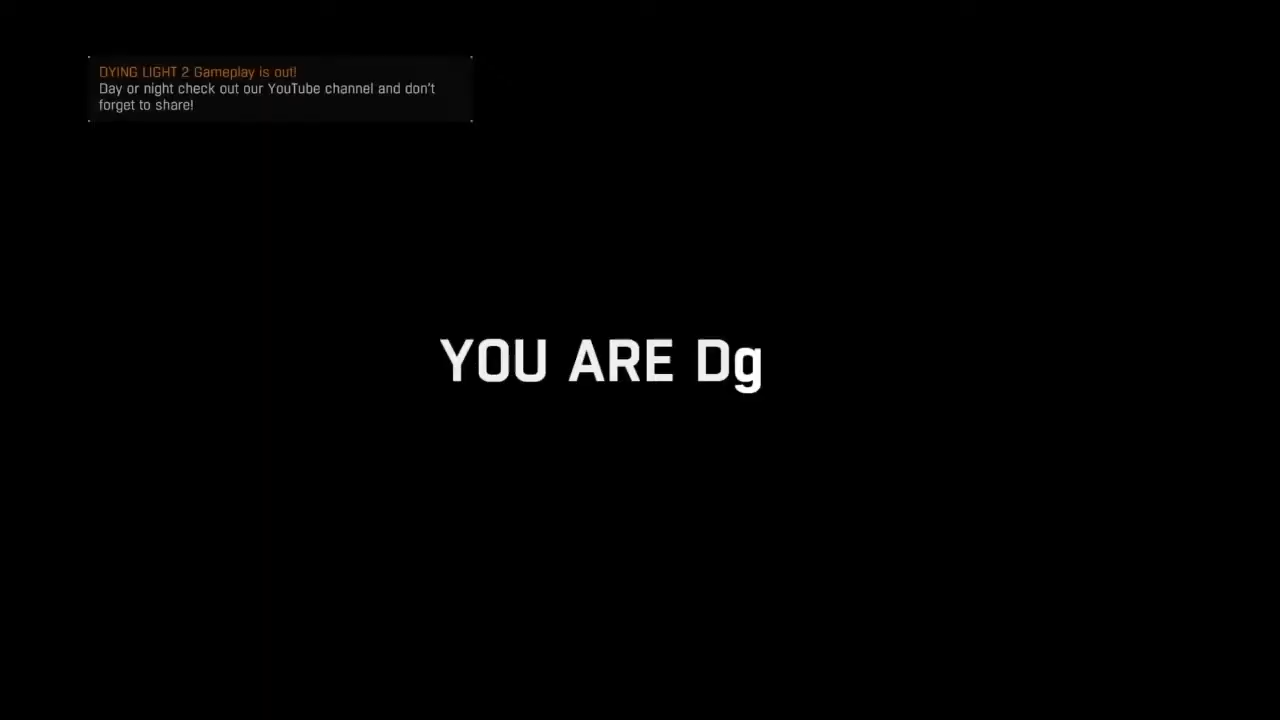 DYING LIGHT 2 Gameplay is out!
Day or night check out our YouTube channel and don't
forget to share!
YOU ARE Dg